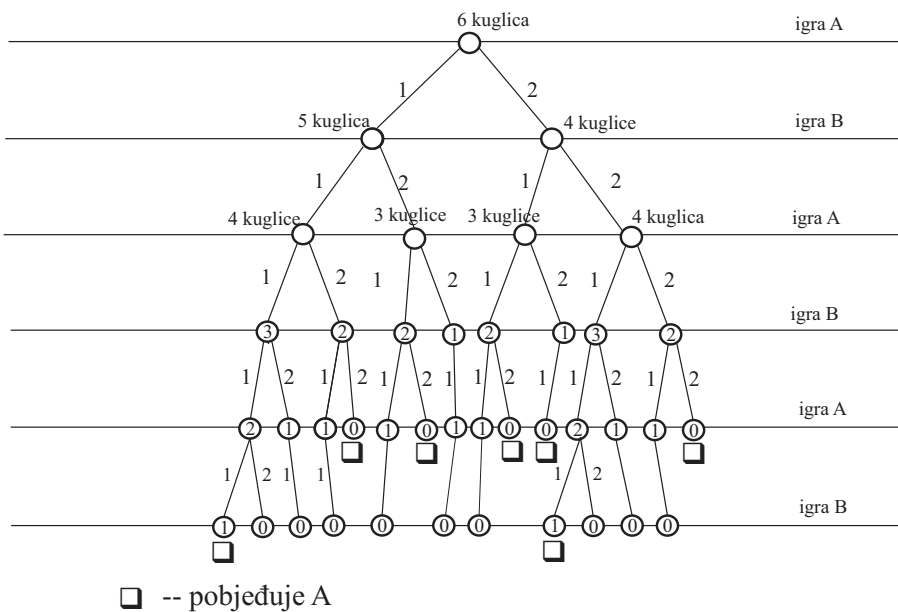 6 kuglica igra A
1 2
5 kuglica 4 kuglice igra B
1 2 1 2
4 kuglice 3 kuglice 3 kuglice 4 kuglica igra A
1 2 1 2 1 2 1 2
3 2 2 1 2 1 3 2 igra B
1 2 1 2 1 2 1 1 2 1 1 2 1 2
2 1 1 0 1 0 1 1 0 0 2 1 1 0 igra A
1 2 1 1 1 2
1 0 0 0 0 0 0 1 0 0 0 igra B
-- pobjeđuje A